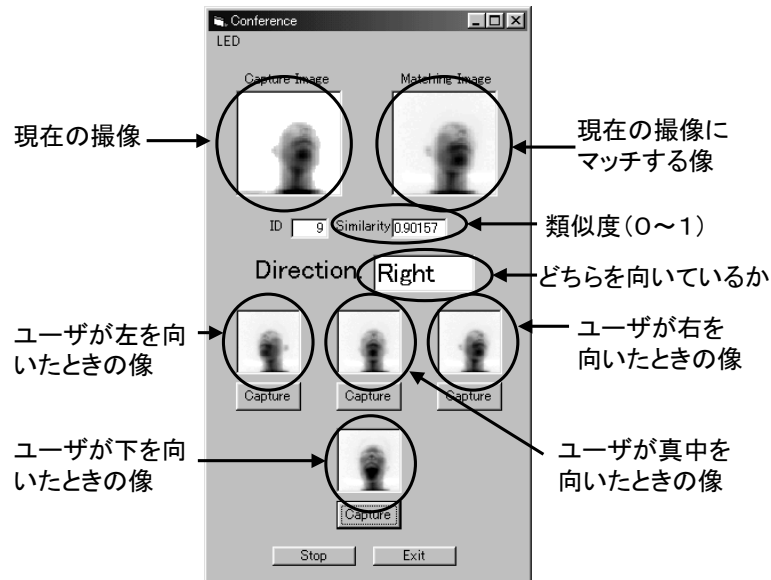 Conference
LED
Capture Image
Matching Image
現在の撮像
現在の撮像に
マッチする像
ID 9 Similarity 0.90157
類似度(0～1)
Direction Right
どちらを向いているか
ユーザが左を向
いたときの像
ユーザが右を
向いたときの像
Capture
Capture
Capture
ユーザが下を向
いたときの像
ユーザが真中を
向いたときの像
Capture
Stop
Exit